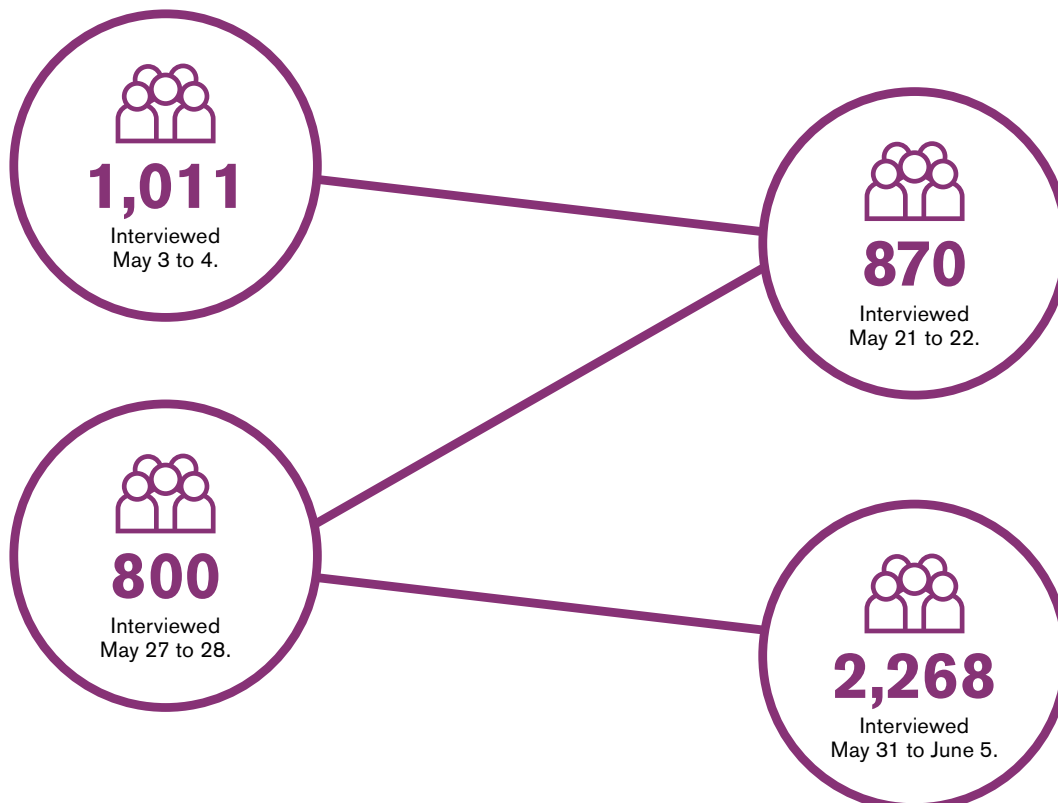 1,011
Interviewed
May 3 to 4.
870
Interviewed
May 21 to 22.
800
Interviewed
May 27 to 28.
2,268
Interviewed
May 31 to June 5.